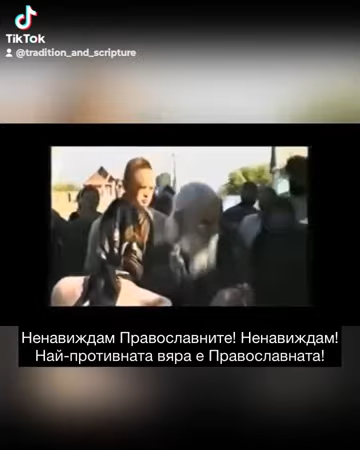 TikTok
@tradition_and_scripture
Ненавиждам Православните! Ненавиждам!
Най-противната вяра е Православната!